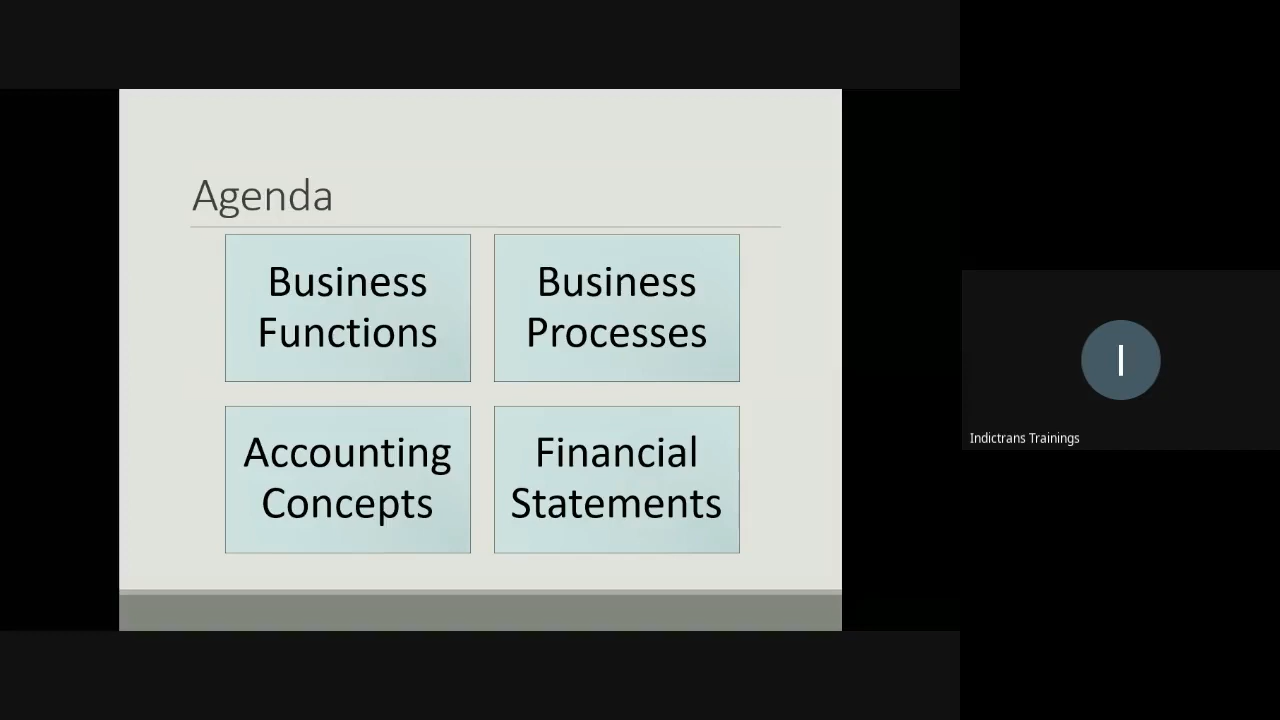 Agenda
Business
Functions
Business
Processes
Accounting
Concepts
Financial
Statements
I
Indictrans Trainings